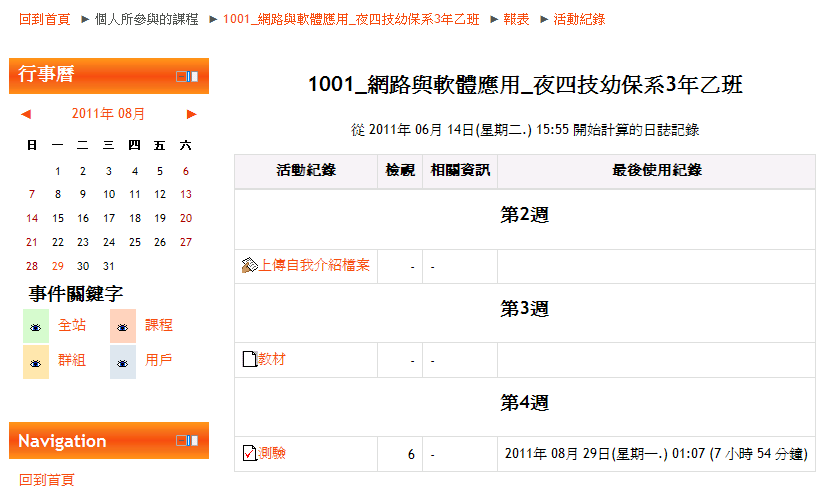 回到首頁 ► 個人所參與的課程 ► 1001_網路與軟體應用_夜四技幼保系3年乙班 ► 報表 ► 活動紀錄
行事曆
◄ 2011年 08月 ►
日 一 二 三 四 五 六
1 2 3 4 5 6
7 8 9 10 11 12 13
14 15 16 17 18 19 20
21 22 23 24 25 26 27
28 29 30 31
事件關鍵字
全站 課程
群組 用戶
Navigation
回到首頁
1001_網路與軟體應用_夜四技幼保系3年乙班
從 2011年 06月 14日(星期二.) 15:55 開始計算的日誌記錄
活動紀錄 檢視 相關資訊 最後使用紀錄
第2週
上傳自我介紹檔案 - -
第3週
教材 - -
第4週
測驗 6 - 2011年 08月 29日(星期一.) 01:07 (7 小時 54 分鐘)